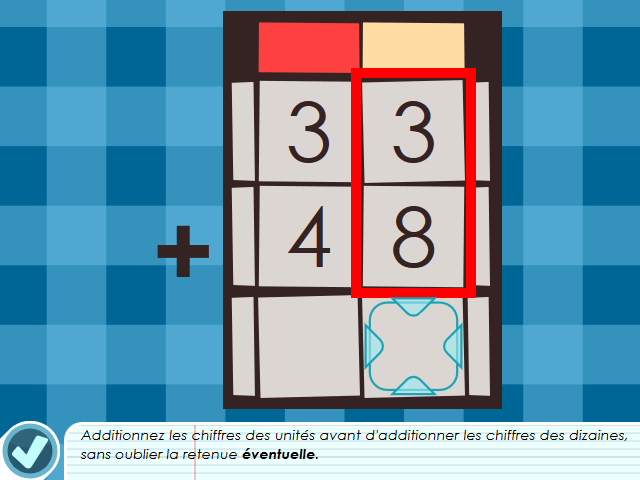 3 3
+ 4 8
Additionnez les chiffres des unités avant d'additionner les chiffres des dizaines,
sans oublier la retenue éventuelle.